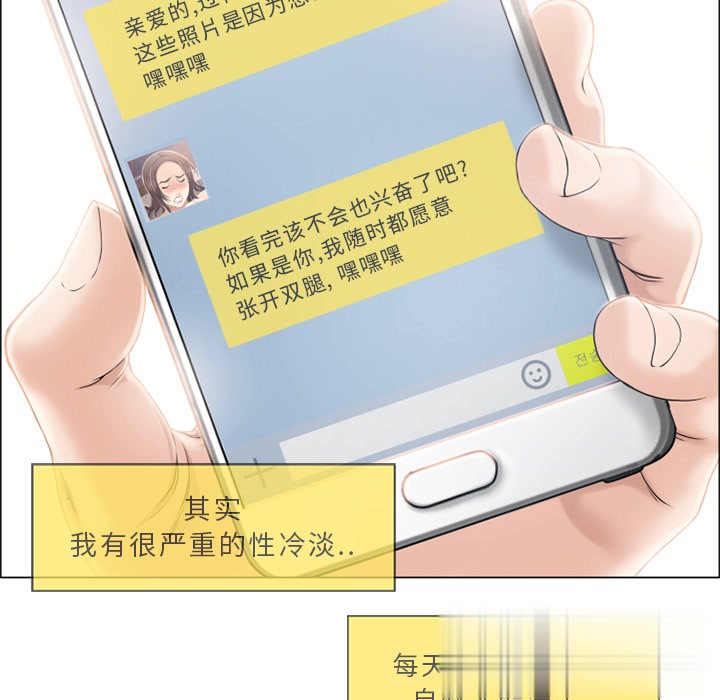 亲爱的,
这些照片是因为
嘿嘿嘿
你看完该不会也兴奋了吧?
如果是你,我随时都愿意
张开双腿, 嘿嘿嘿
전송
其实
我有很严重的性冷淡..
每天